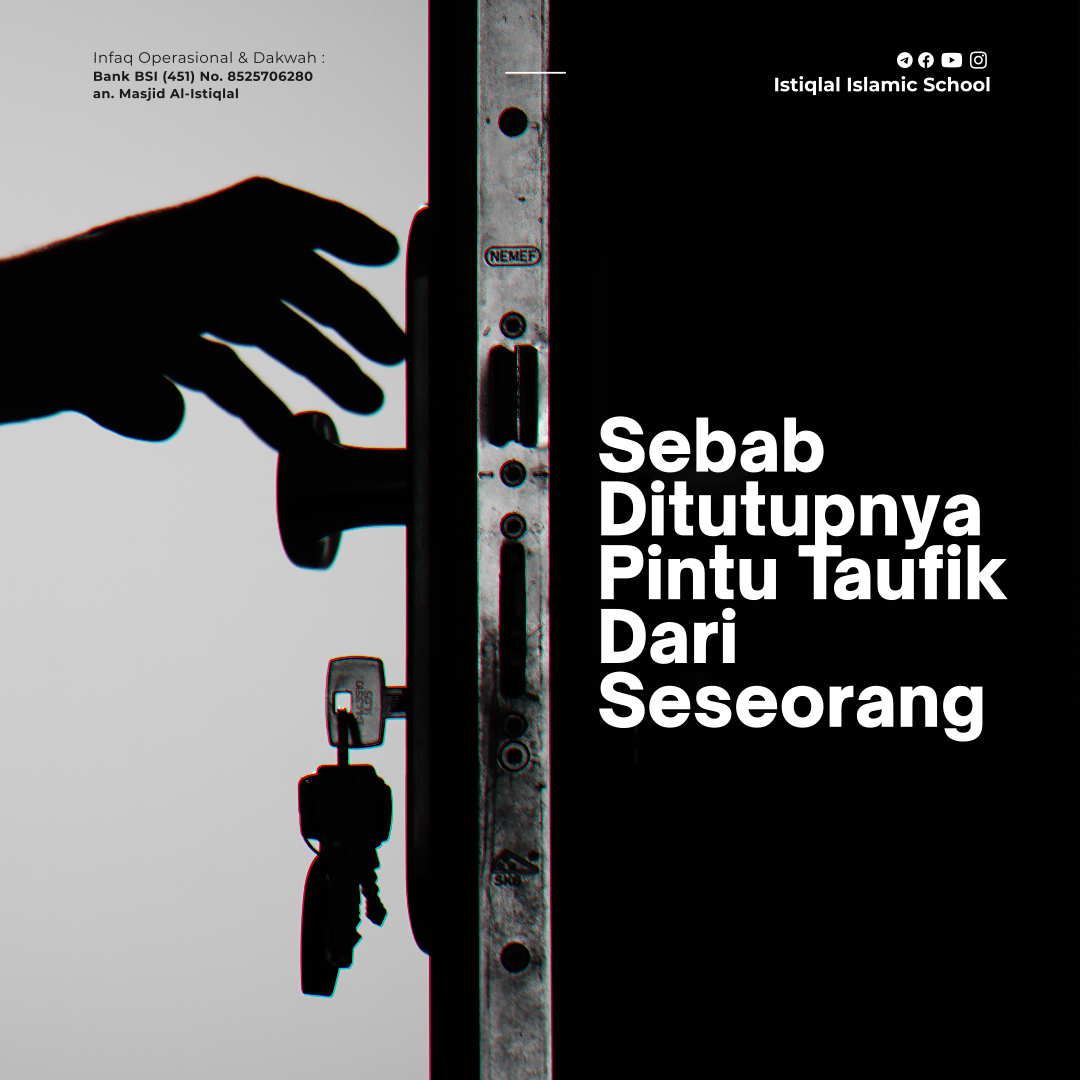 Infaq Operasional & Dakwah :
Bank BSI (451) No. 8525706280
an. Masjid Al-Istiqlal
Istiqlal Islamic School
NEMEF
Sebab
Ditutupnya
Pintu Taufik
Dari
Seseorang